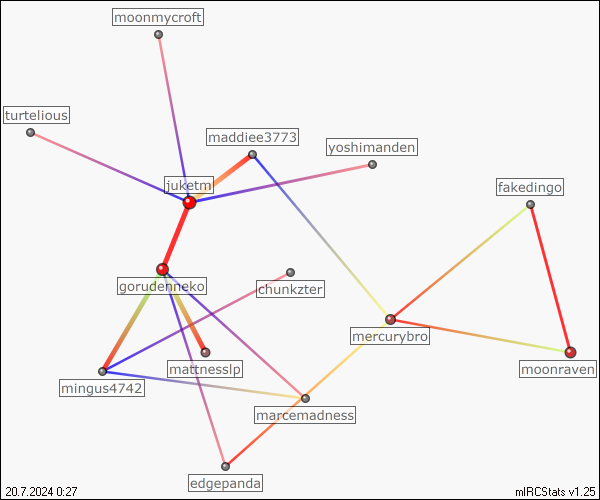 moonmycroft
turtelious
maddiee3773
yoshimanden
juketm
fakedingo
gorudenneko
chunkzter
mercurybro
mattnesslp
moonraven
mingus4742
marcemadness
edgepanda
20.7.2024 0:27
mIRCStats v1.25